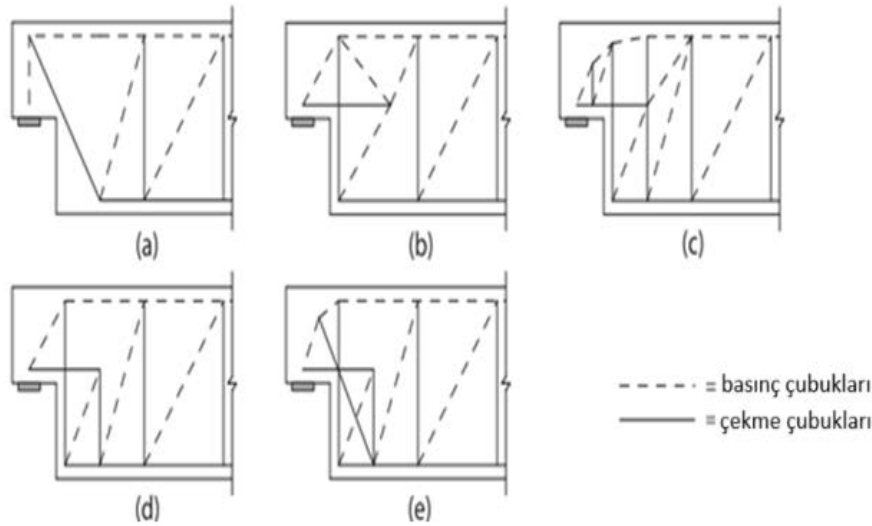 (a)
(b)
(c)
(d)
(e)
= basınç çubukları
= çekme çubukları